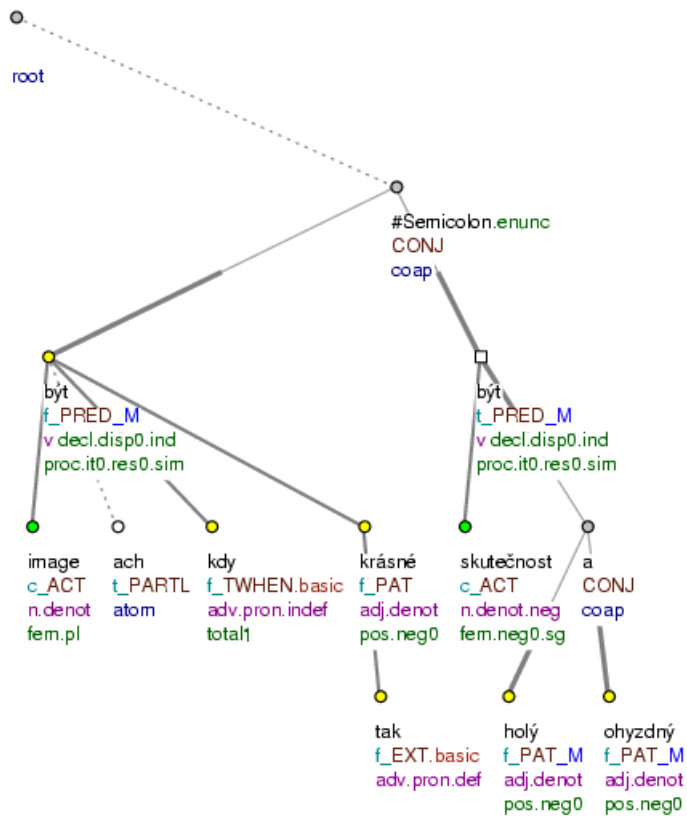 root
#Semicolon.enunc
CONJ
coap
být
f_PRED_M
v decl.disp0.ind
proc.it0.res0.sim
být
t_PRED_M
v decl.disp0.ind
proc.it0.res0.sim
image
c_ACT
n.denot
fem.pl
ach
t_PARTL
atom
kdy
f_TWHEN.basic
adv.pron.indef
total1
krásné
f_PAT
adj.denot
pos.neg0
skutečnost
c_ACT
n.denot.neg
fem.neg0.sg
a
CONJ
coap
tak
f_EXT.basic
adv.pron.def
holý
f_PAT_M
adj.denot
pos.neg0
ohyzdný
f_PAT_M
adj.denot
pos.neg0